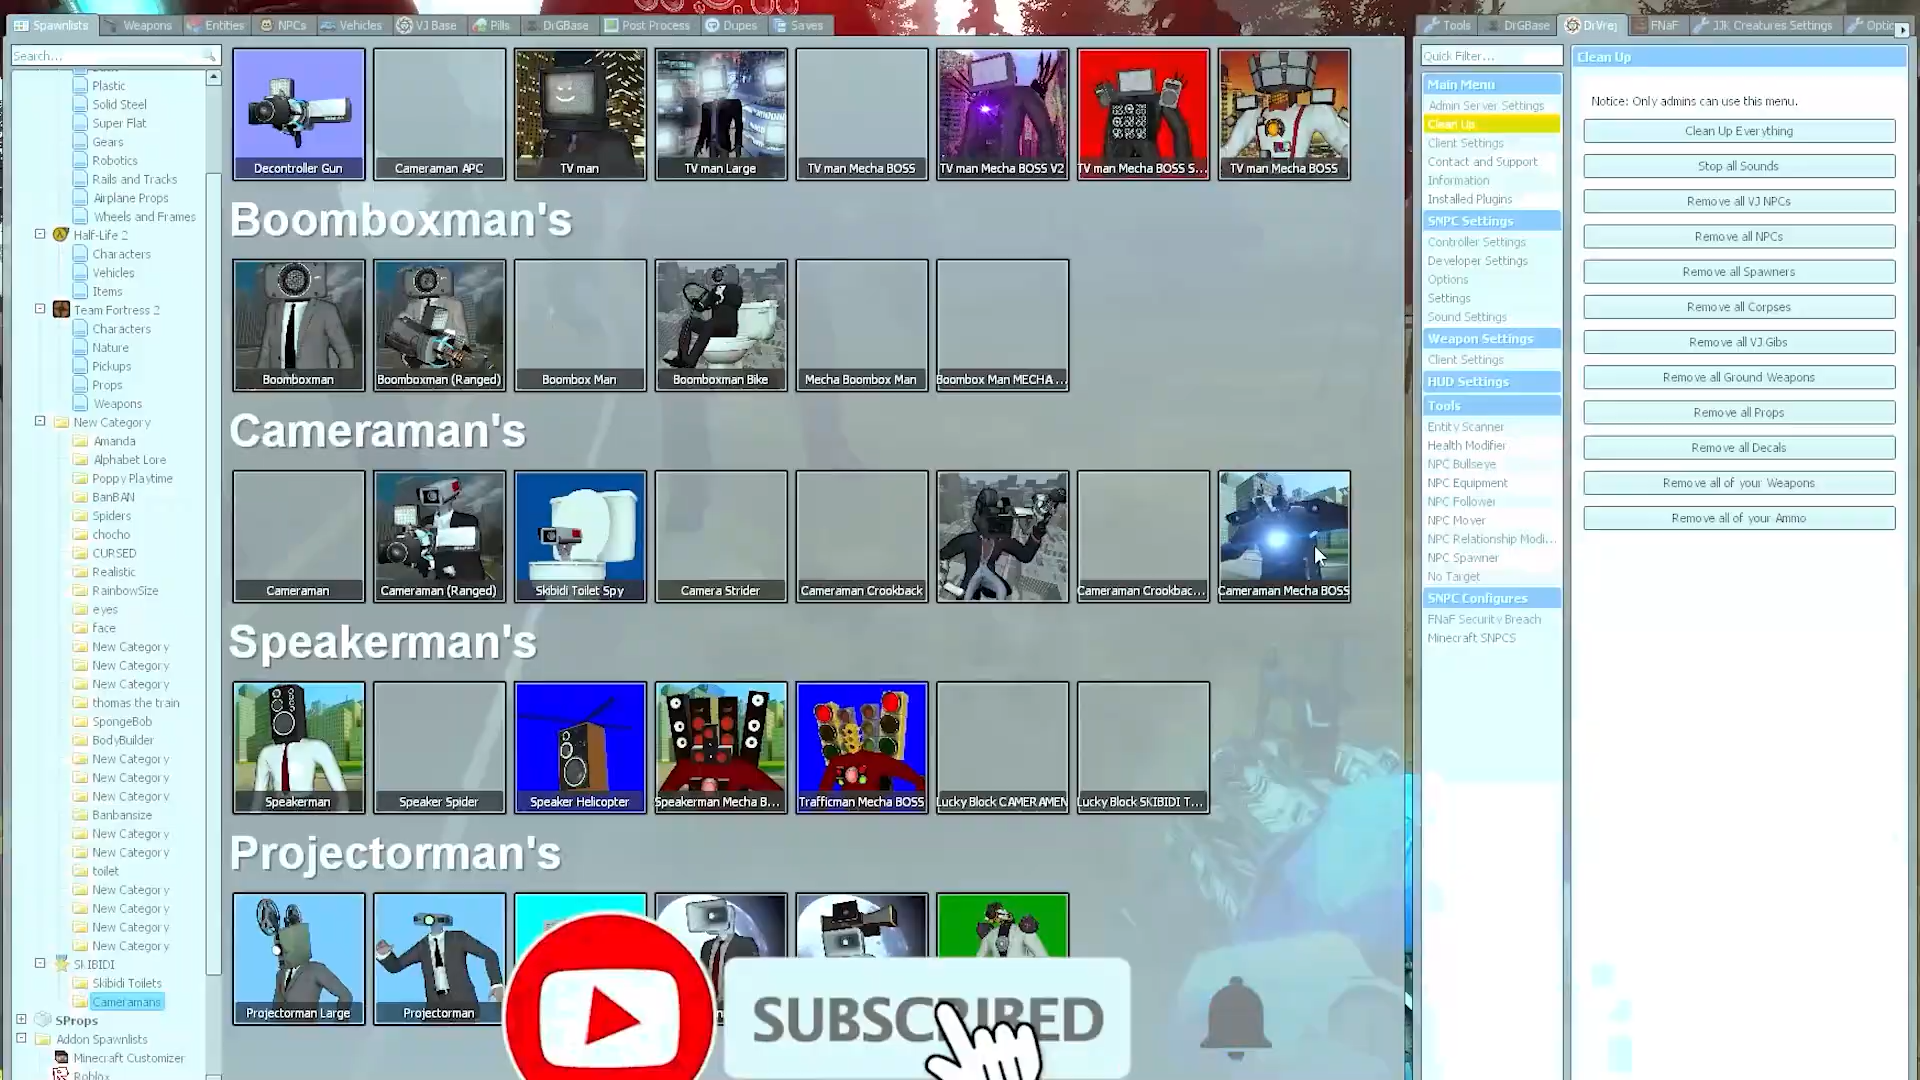 Spawnlists Weapons Entities NPCs Vehicles VJ Base Pills DrGBase Post Process Dupes Saves
Search...
Plastic
Solid Steel
Super Flat
Gears
Robotics
Rails and Tracks
Airplane Props
Wheels and Frames
Half-Life 2
Characters
Vehicles
Items
Team Fortress 2
Characters
Nature
Pickups
Props
Weapons
New Category
Amanda
Alphabet Lore
Poppy Playtime
BanBAN
Spiders
chocho
CURSED
Realistic
RainbowSize
eyes
face
New Category
New Category
New Category
thomas the train
SpongeBob
BodyBuilder
New Category
New Category
New Category
Banbansize
New Category
New Category
toilet
New Category
New Category
New Category
New Category
SKIBIDI
Skibidi Toilets
Cameramans
SProps
Addon Spawnlists
Minecraft Customizer
Roblox
Decontroller Gun
Cameraman APC
TV man
TV man Large
TV man Mecha BOSS
TV man Mecha BOSS V2
TV man Mecha BOSS S...
TV man Mecha BOSS
Boomboxman's
Boomboxman
Boomboxman (Ranged)
Boombox Man
Boomboxman Bike
Mecha Boombox Man
Boombox Man MECHA ...
Cameraman's
Cameraman
Cameraman (Ranged)
Skibidi Toilet Spy
Camera Strider
Cameraman Crookback
Cameraman Crookbac...
Cameraman Mecha BOSS
Speakerman's
Speakerman
Speaker Spider
Speaker Helicopter
Speakerman Mecha B...
Trafficman Mecha BOSS
Lucky Block CAMERAMEN
Lucky Block SKIBIDI T...
Projectorman's
Projectorman Large
Projectorman
SUBSCRIBED
Tools DrGBase DrVrej FNaF JJK Creatures Settings Optio
Quick Filter...
Main Menu
Admin Server Settings
Clean Up
Client Settings
Contact and Support
Information
Installed Plugins
SNPC Settings
Controller Settings
Developer Settings
Options
Settings
Sound Settings
Weapon Settings
Client Settings
HUD Settings
Tools
Entity Scanner
Health Modifier
NPC Bullseye
NPC Equipment
NPC Follower
NPC Mover
NPC Relationship Modi...
NPC Spawner
No Target
SNPC Configures
FNaF Security Breach
Minecraft SNPCS
Clean Up
Notice: Only admins can use this menu.
Clean Up Everything
Stop all Sounds
Remove all VJ NPCs
Remove all NPCs
Remove all Spawners
Remove all Corpses
Remove all VJ Gibs
Remove all Ground Weapons
Remove all Props
Remove all Decals
Remove all of your Weapons
Remove all of your Ammo